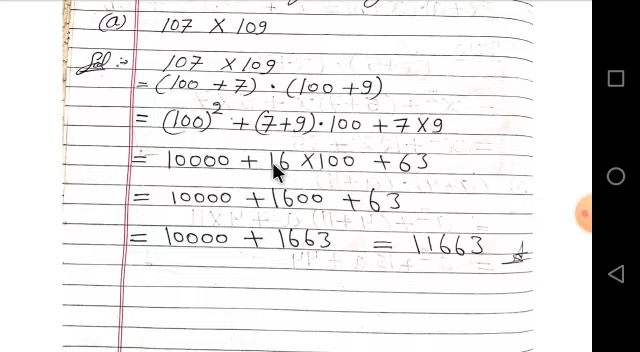 (a) 107 × 109
Sol :- 107 × 109
= (100 + 7) · (100 + 9)
= (100)² + (7+9)·100 + 7×9
= 10000 + 16 × 100 + 63
= 10000 + 1600 + 63
= 10000 + 1663 = 11663